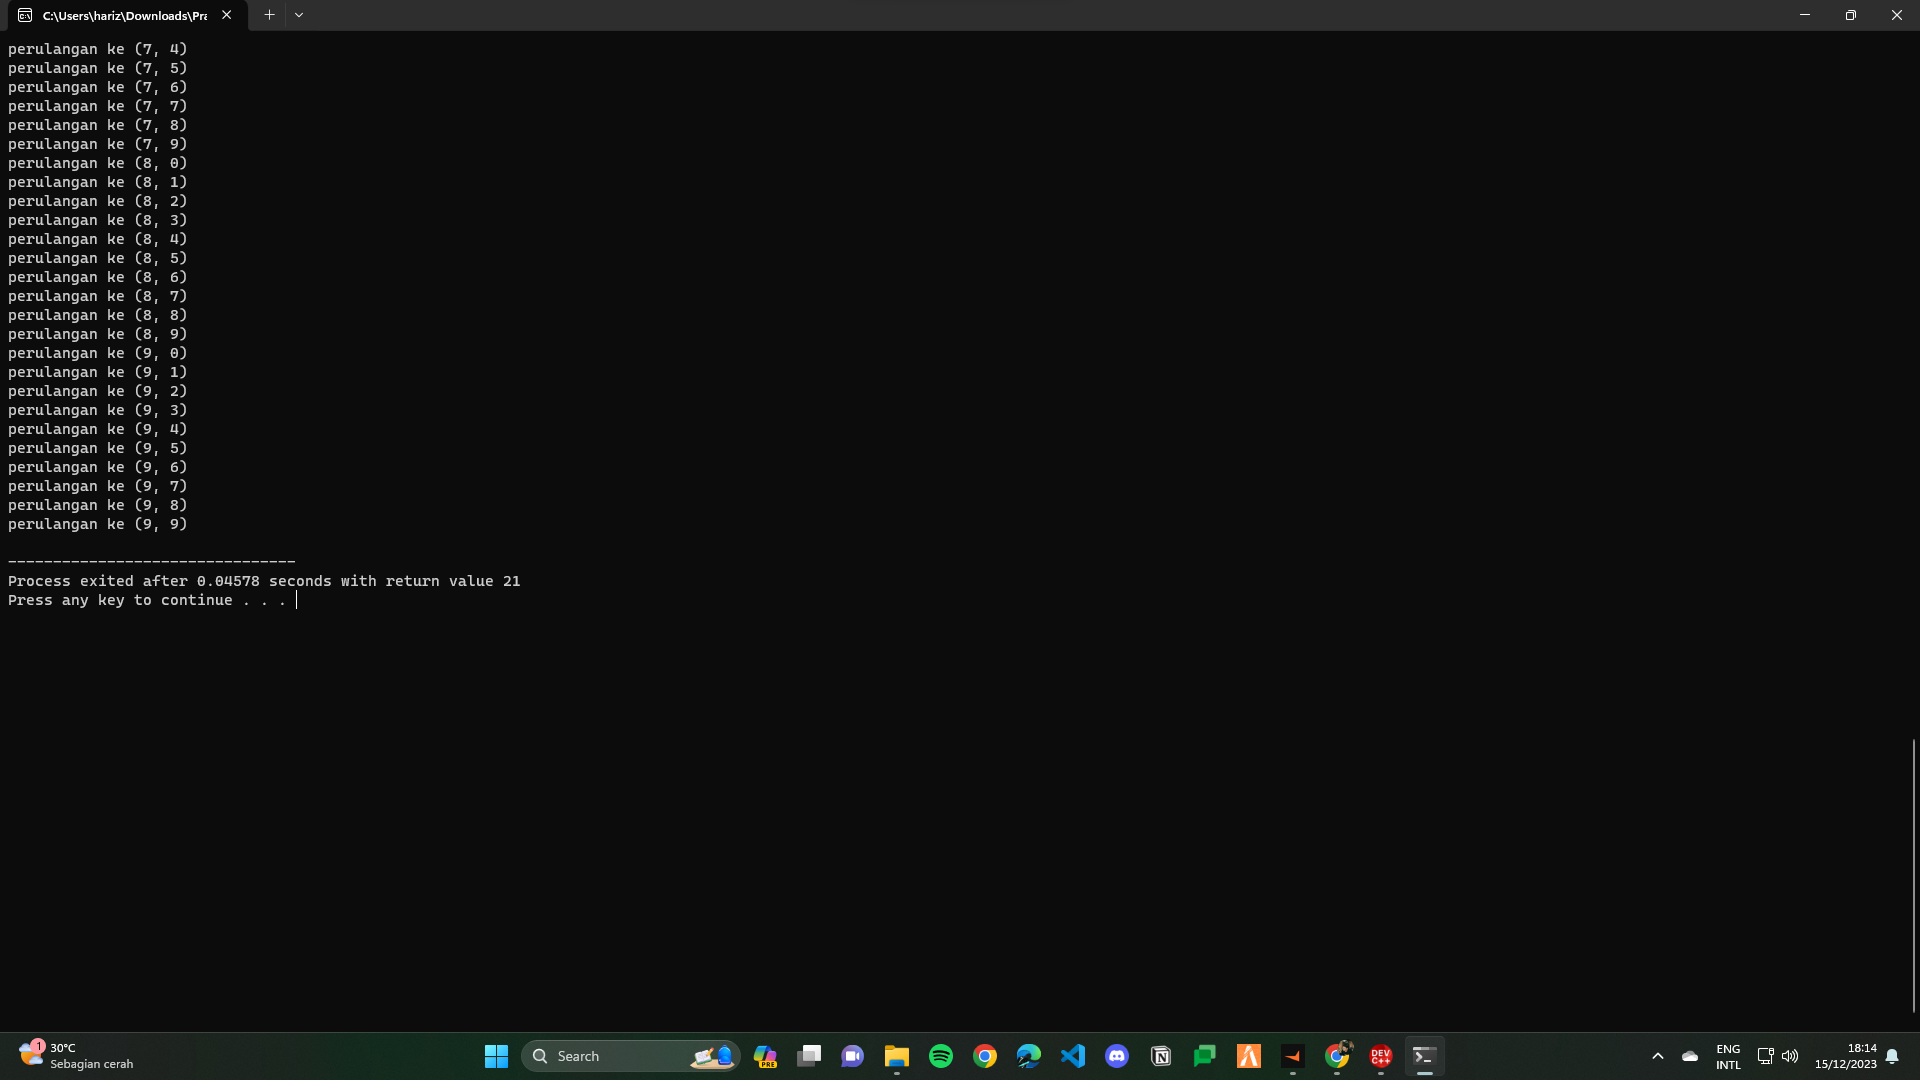 C:\Users\hariz\Downloads\Pra
perulangan ke (7, 4)
perulangan ke (7, 5)
perulangan ke (7, 6)
perulangan ke (7, 7)
perulangan ke (7, 8)
perulangan ke (7, 9)
perulangan ke (8, 0)
perulangan ke (8, 1)
perulangan ke (8, 2)
perulangan ke (8, 3)
perulangan ke (8, 4)
perulangan ke (8, 5)
perulangan ke (8, 6)
perulangan ke (8, 7)
perulangan ke (8, 8)
perulangan ke (8, 9)
perulangan ke (9, 0)
perulangan ke (9, 1)
perulangan ke (9, 2)
perulangan ke (9, 3)
perulangan ke (9, 4)
perulangan ke (9, 5)
perulangan ke (9, 6)
perulangan ke (9, 7)
perulangan ke (9, 8)
perulangan ke (9, 9)
--------------------------------
Process exited after 0.04578 seconds with return value 21
Press any key to continue . . .
1
30°C
Sebagian cerah
Search
PRE
DEV
C++
ENG
INTL
18:14
15/12/2023